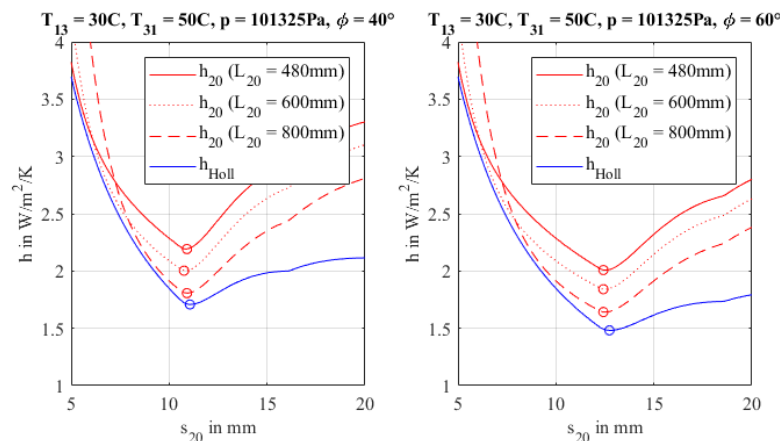 T₁₃ = 30C, T₃₁ = 50C, p = 101325Pa, ϕ = 40°
h in W/m²/K
4
3.5
3
2.5
2
1.5
1
h₂₀ (L₂₀ = 480mm)
h₂₀ (L₂₀ = 600mm)
h₂₀ (L₂₀ = 800mm)
h_Holl
5 10 15 20
s₂₀ in mm
T₁₃ = 30C, T₃₁ = 50C, p = 101325Pa, ϕ = 60°
h in W/m²/K
4
3.5
3
2.5
2
1.5
1
h₂₀ (L₂₀ = 480mm)
h₂₀ (L₂₀ = 600mm)
h₂₀ (L₂₀ = 800mm)
h_Holl
5 10 15 20
s₂₀ in mm